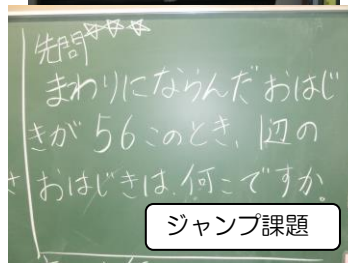 先問☆☆☆
まわりにならんだおはじ
きが56このとき、1辺の
おはじきは、何こですか。
ジャンプ課題